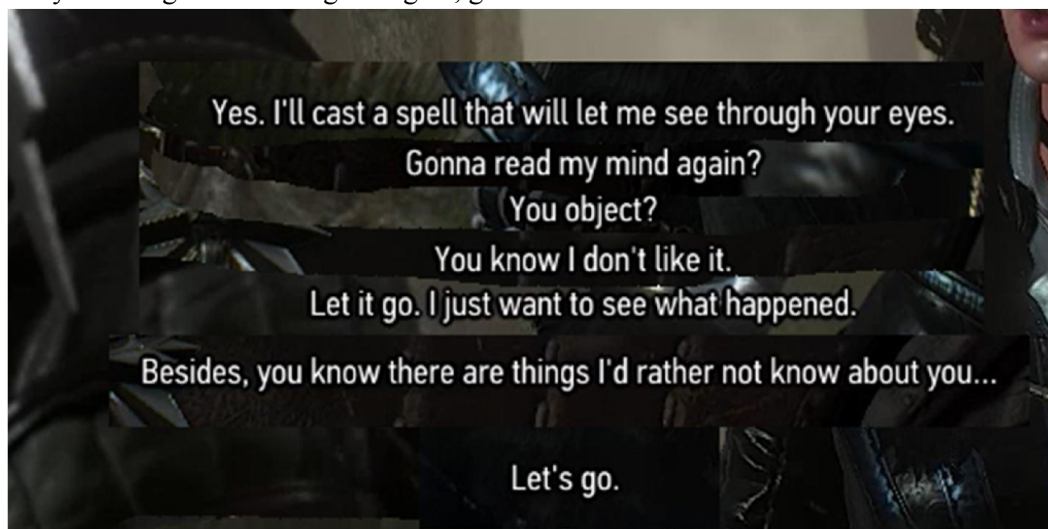 Yes. I'll cast a spell that will let me see through your eyes.
Gonna read my mind again?
You object?
You know I don't like it.
Let it go. I just want to see what happened.
Besides, you know there are things I'd rather not know about you...
Let's go.